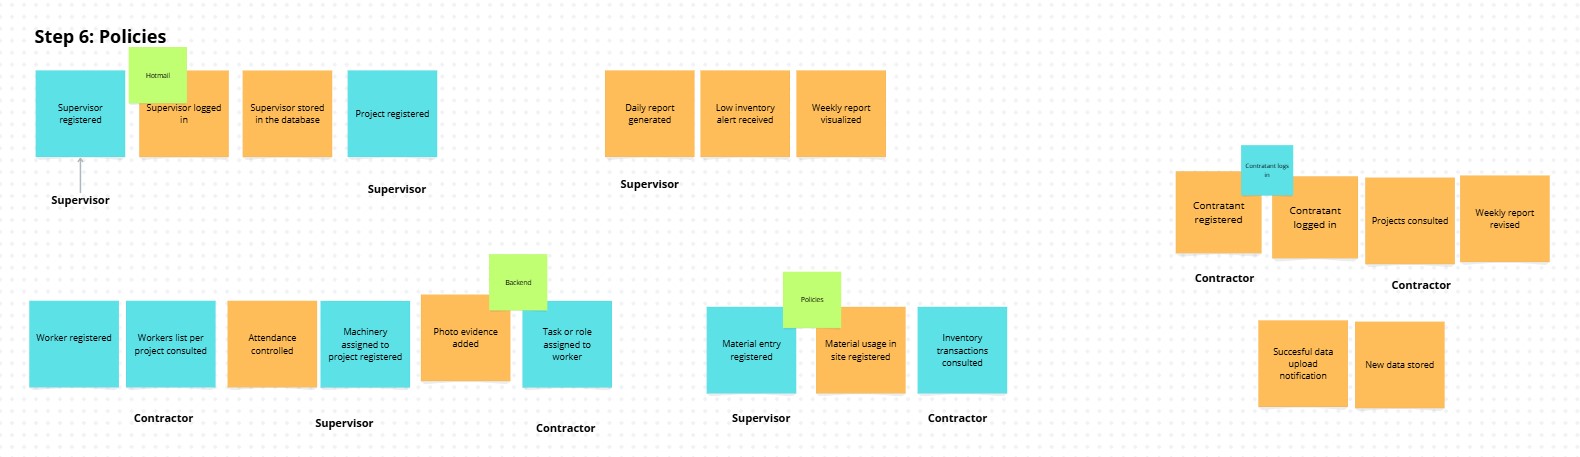 Step 6: Policies
Hotmail
Supervisor
registered
Supervisor logged
in
Supervisor stored
in the database
Project registered
Daily report
generated
Low inventory
alert received
Weekly report
visualized
Supervisor
Supervisor
Supervisor
Contratant logs
in
Contratant
registered
Contratant
logged in
Projects consulted
Weekly report
revised
Contractor
Contractor
Backend
Policies
Worker registered
Workers list per
project consulted
Attendance
controlled
Machinery
assigned to
project registered
Photo evidence
added
Task or role
assigned to
worker
Material entry
registered
Material usage in
site registered
Inventory
transactions
consulted
Succesful data
upload
notification
New data stored
Contractor
Supervisor
Contractor
Supervisor
Contractor